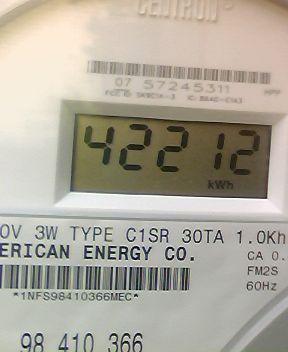 CENTRON
07 57245311
42212
kWh
0V 3W TYPE C1SR 30TA 1.0Kh
ERICAN ENERGY CO.
CA 0.
FM2S
60Hz
*1NFS98410366MEC*
98 410 366